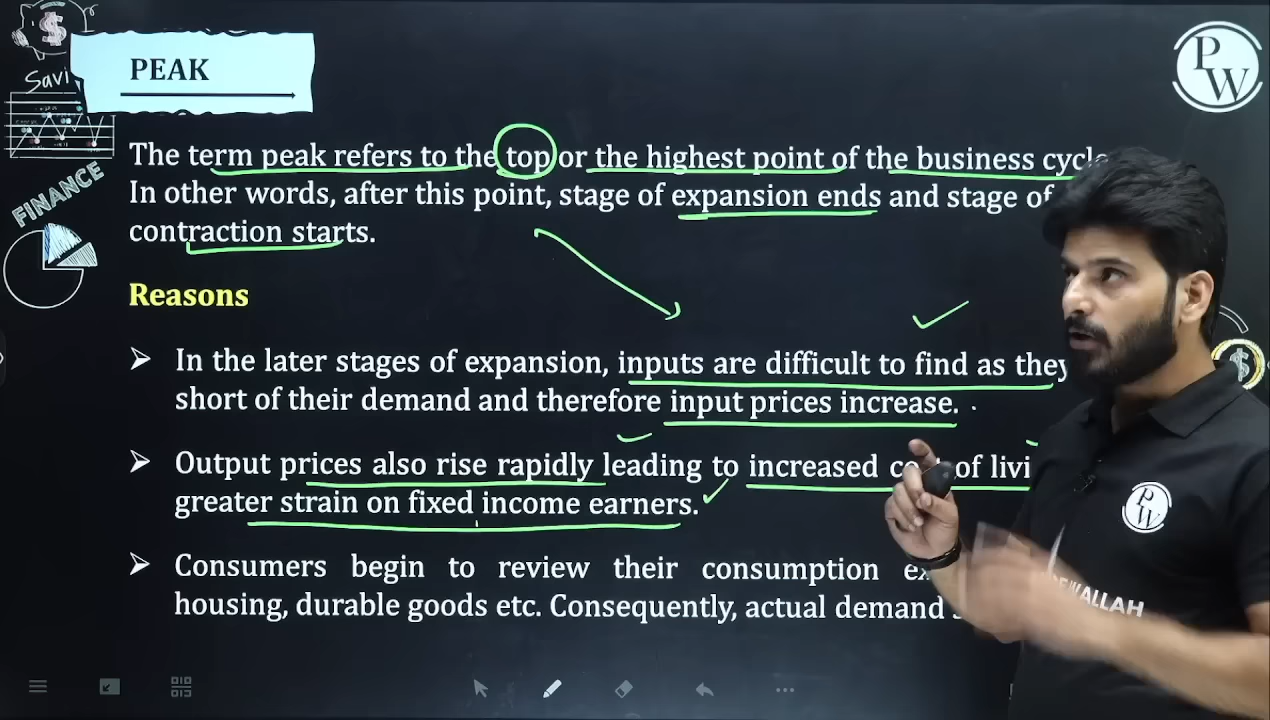 Savi
PEAK
P
W
FINANCE
The term peak refers to the top or the highest point of the business cycle
In other words, after this point, stage of expansion ends and stage of
contraction starts.
Reasons
➢ In the later stages of expansion, inputs are difficult to find as they
short of their demand and therefore input prices increase.
➢ Output prices also rise rapidly leading to increased of livi
greater strain on fixed income earners.
➢ Consumers begin to review their consumption
housing, durable goods etc. Consequently, actual demand
P
W
WALLAH